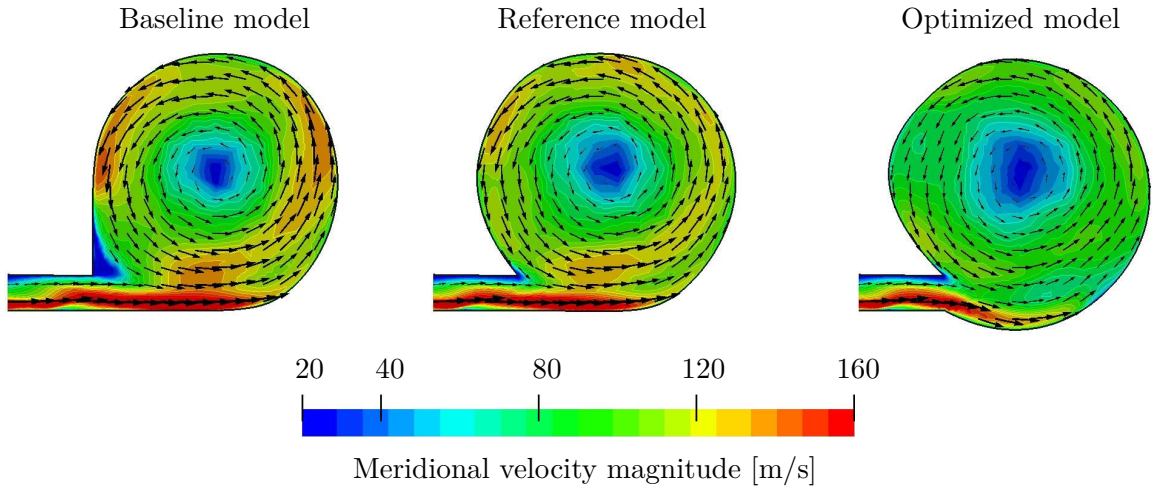 Baseline model Reference model Optimized model
20 40 80 120 160
Meridional velocity magnitude [m/s]